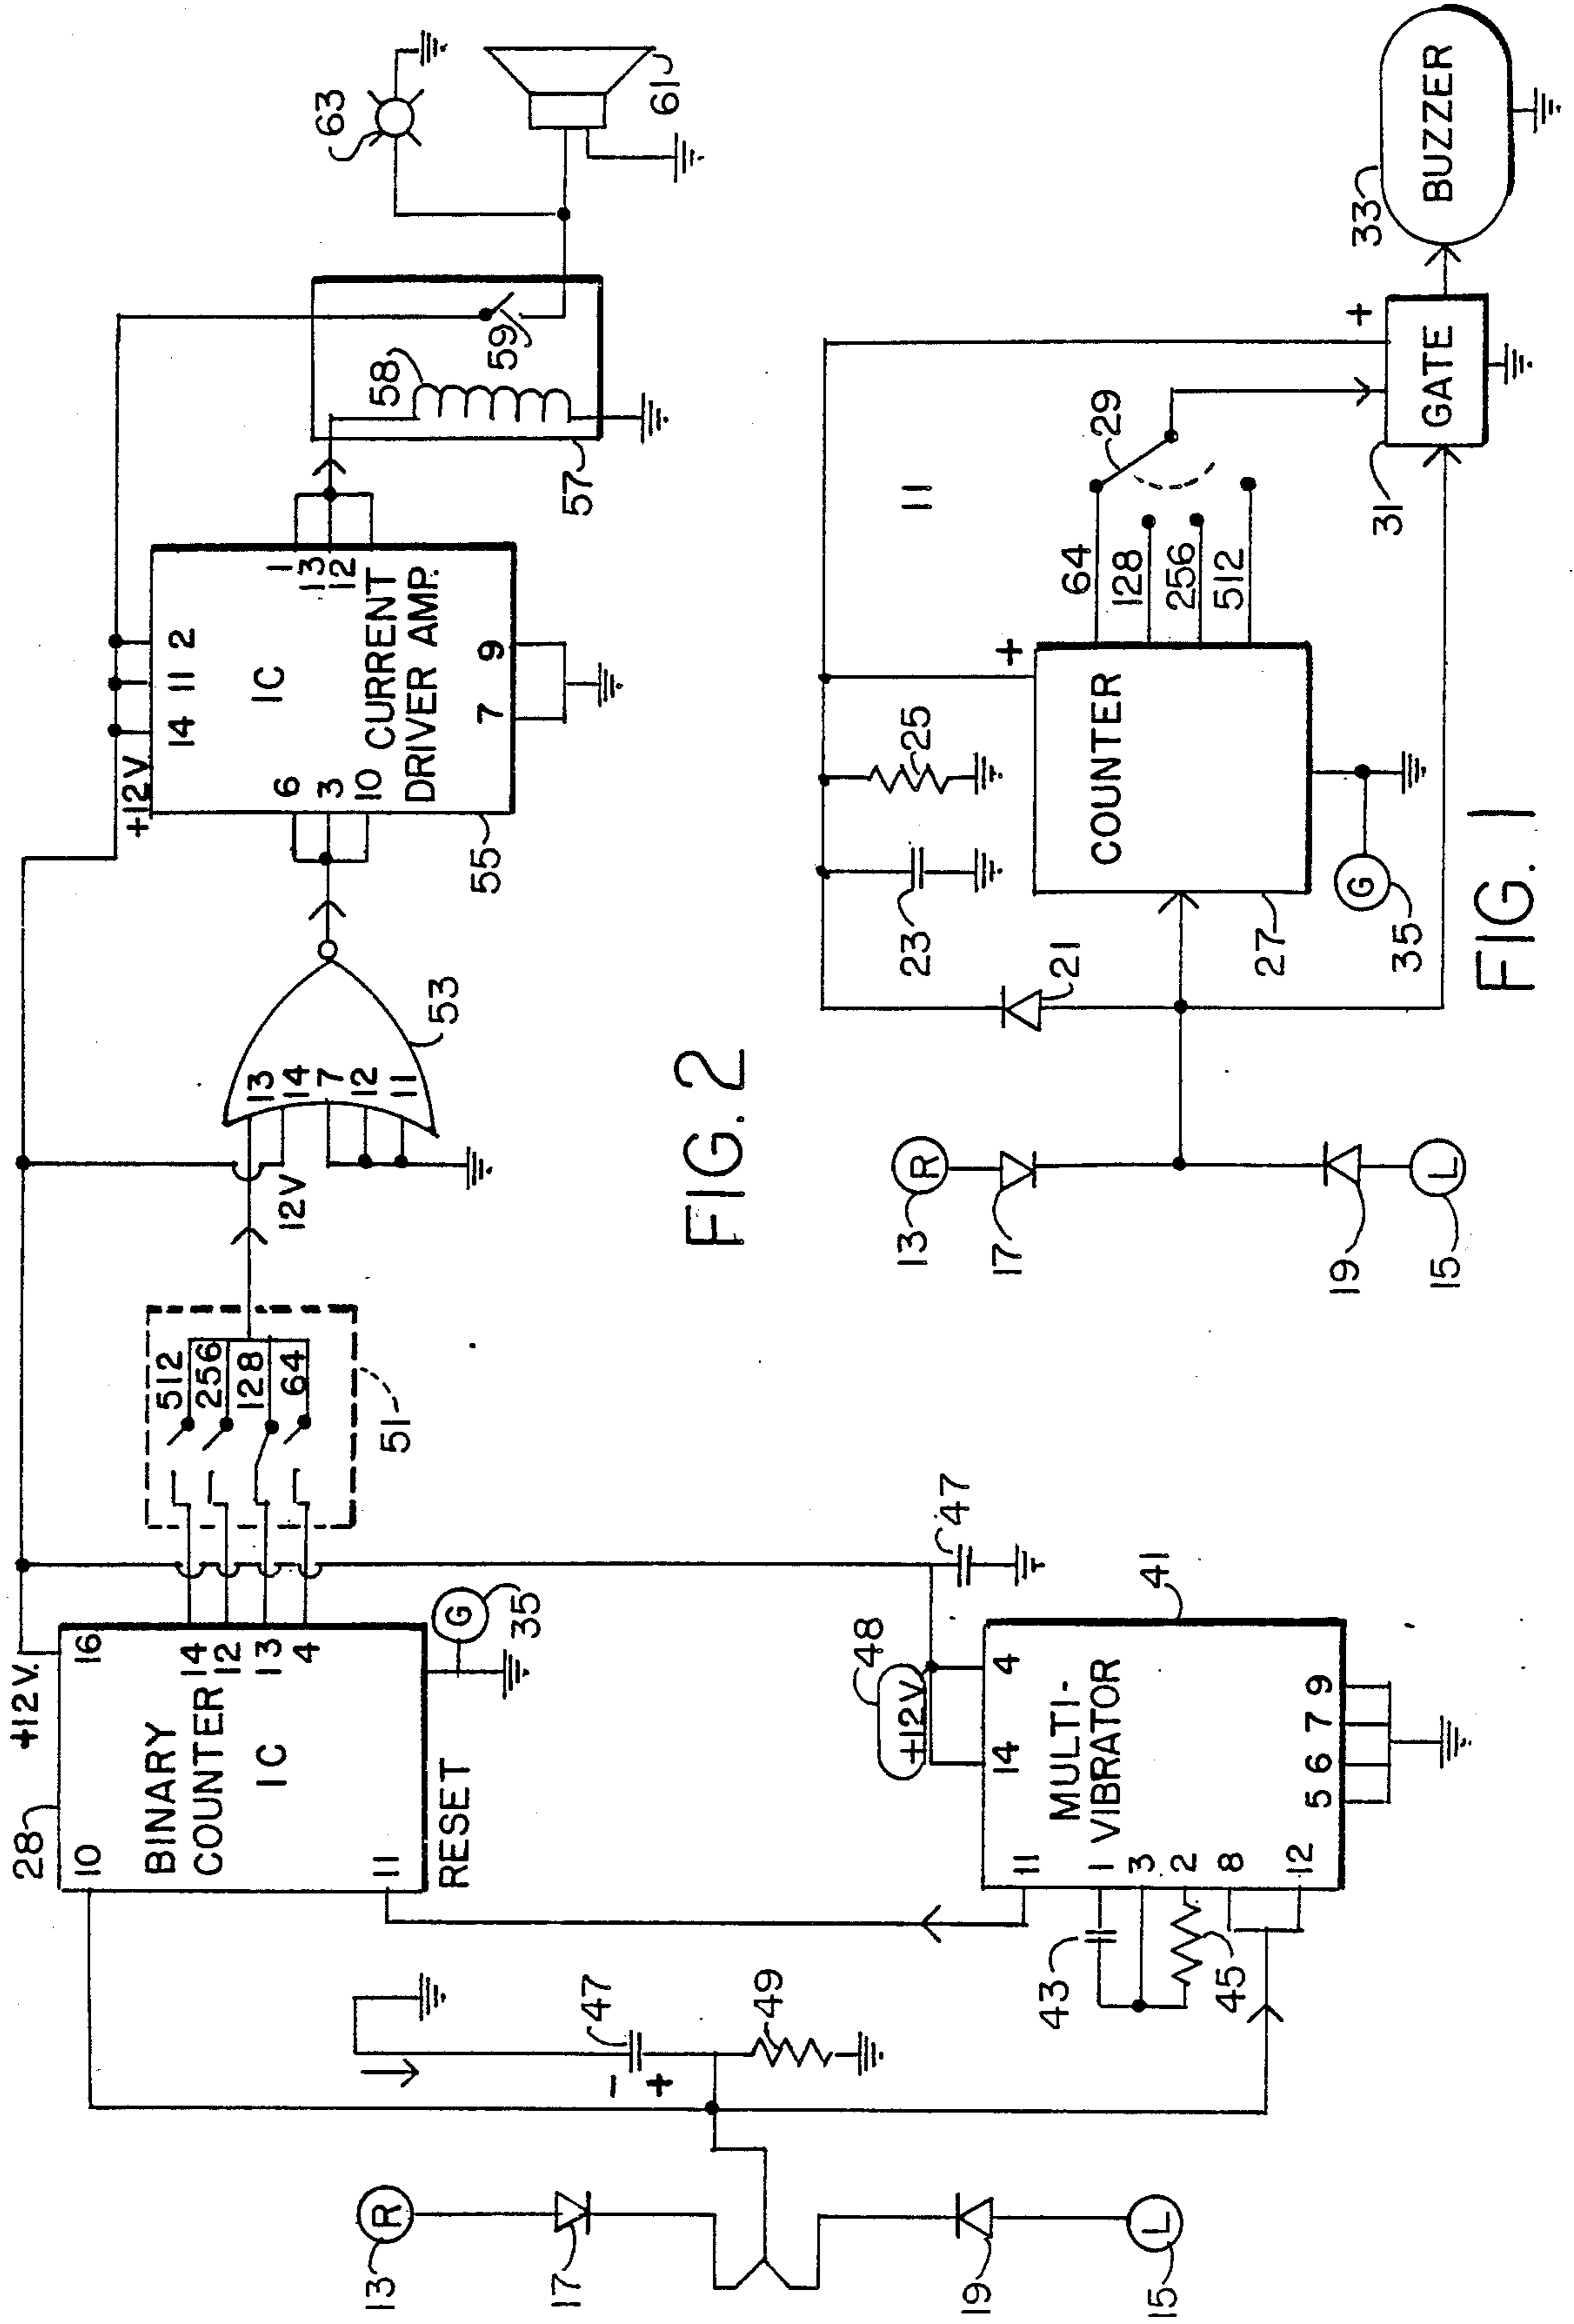 FIG. 2
+12V.
28
16
10
BINARY
COUNTER
IC
14
12
13
4
11
RESET
G
35
512
256
128
64
51
12V
13
14
7
12
11
53
+12V
14 11 2
IC
6
3
10
CURRENT
DRIVER AMP.
1
13
12
7 9
55
57
58
59
63
61
13
R
17
19
L
15
47
-
+
49
48
+12V
47
14 4
11
MULTI-
VIBRATOR
41
1
3
2
8
12
5 6 7 9
43
45
FIG. 1
11
13
R
17
19
L
15
21
23
25
+
COUNTER
27
64
128
256
512
29
G
35
+
GATE
31
33
BUZZER